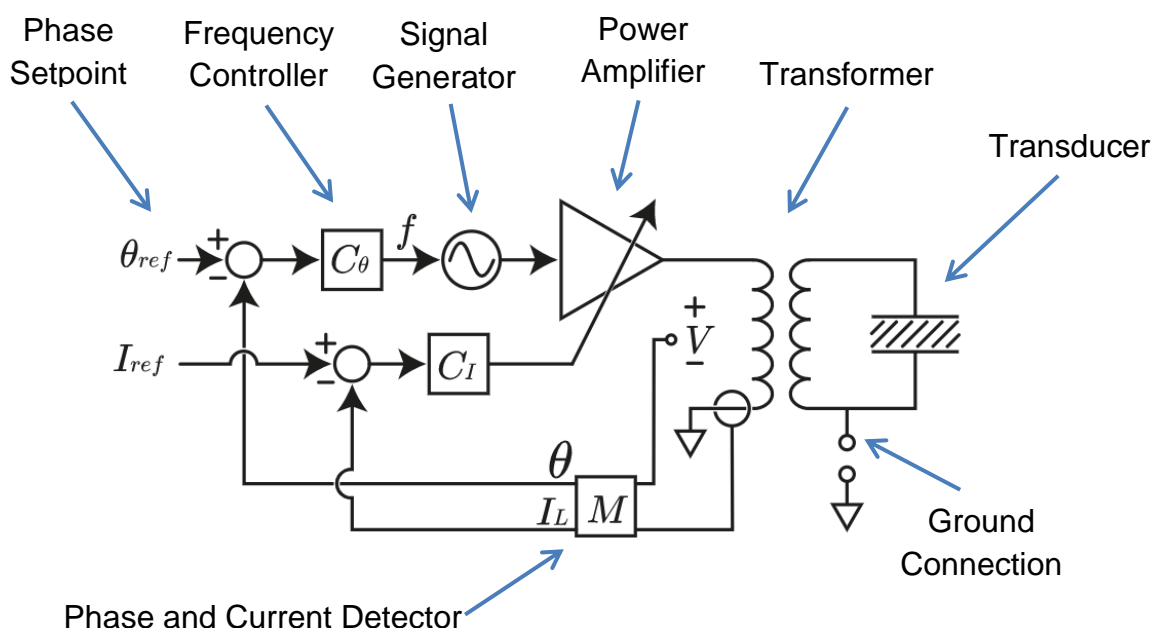 Phase
Setpoint
Frequency
Controller
Signal
Generator
Power
Amplifier
Transformer
Transducer
θref
+
−
Cθ
f
Iref
+
−
CI
+
V
−
θ
IL
M
Ground
Connection
Phase and Current Detector